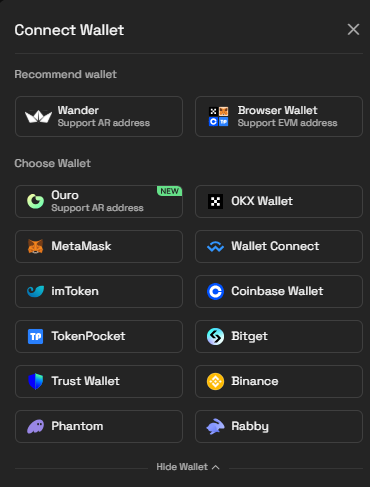 Connect Wallet
Recommend wallet
Wander
Support AR address
Browser Wallet
Support EVM address
Choose Wallet
Ouro
Support AR address
NEW
OKX Wallet
MetaMask
Wallet Connect
imToken
Coinbase Wallet
TP
TokenPocket
Bitget
Trust Wallet
Binance
Phantom
Rabby
Hide Wallet